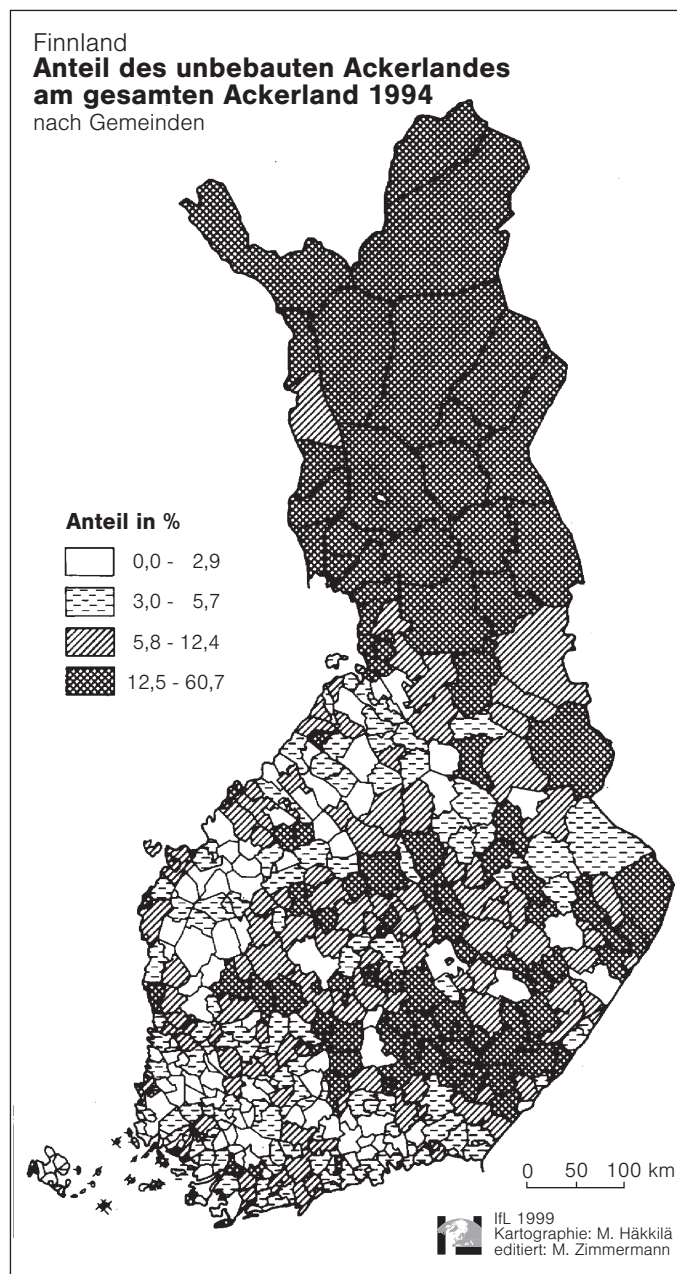 Finnland
Anteil des unbebauten Ackerlandes
am gesamten Ackerland 1994
nach Gemeinden
Anteil in %
0,0 - 2,9
3,0 - 5,7
5,8 - 12,4
12,5 - 60,7
0 50 100 km
IfL 1999
Kartographie: M. Häkkilä
editiert: M. Zimmermann